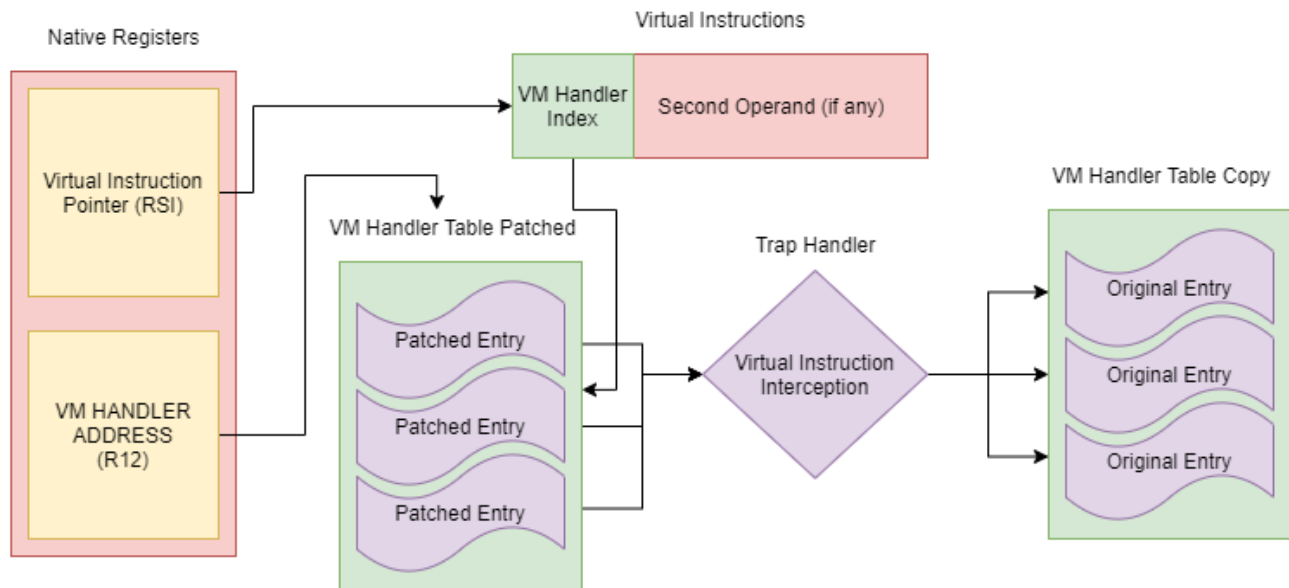 Virtual Instructions
Native Registers
VM Handler
Index
Second Operand (if any)
Virtual Instruction
Pointer (RSI)
VM Handler Table Copy
VM Handler Table Patched
Trap Handler
Original Entry
Patched Entry
Virtual Instruction
Interception
Original Entry
VM HANDLER
ADDRESS
(R12)
Patched Entry
Original Entry
Patched Entry